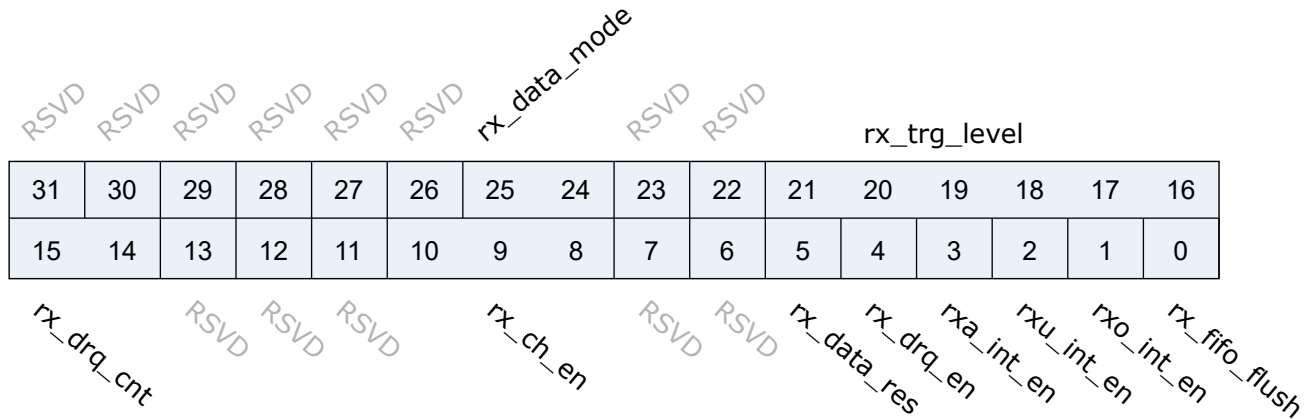 RSVD RSVD RSVD RSVD RSVD RSVD rx_data_mode RSVD RSVD rx_trg_level
31 30 29 28 27 26 25 24 23 22 21 20 19 18 17 16
15 14 13 12 11 10 9 8 7 6 5 4 3 2 1 0
rx_drq_cnt RSVD RSVD RSVD rx_ch_en RSVD RSVD rx_data_res rx_drq_en rxa_int_en rxu_int_en rxo_int_en rx_fifo_flush